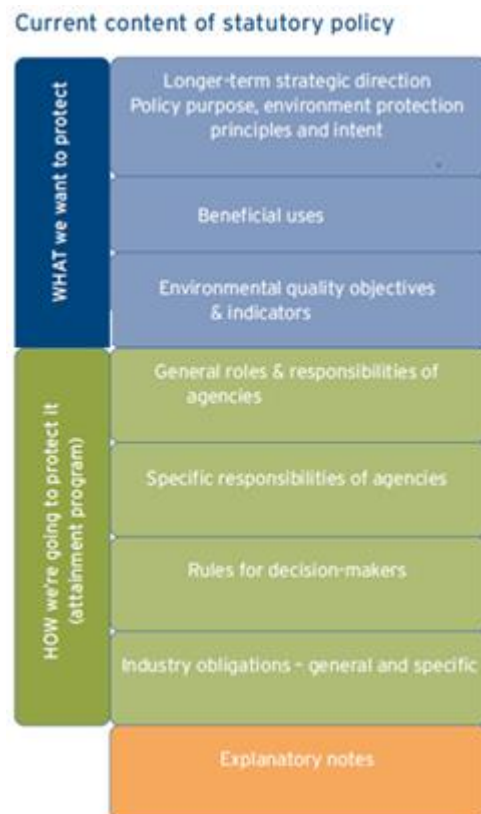 Current content of statutory policy
WHAT we want to protect
Longer-term strategic direction
Policy purpose, environment protection
principles and intent
Beneficial uses
Environmental quality objectives
& indicators
HOW we're going to protect it
(attainment program)
General roles & responsibilities of
agencies
Specific responsibilities of agencies
Rules for decision-makers
Industry obligations – general and specific
Explanatory notes